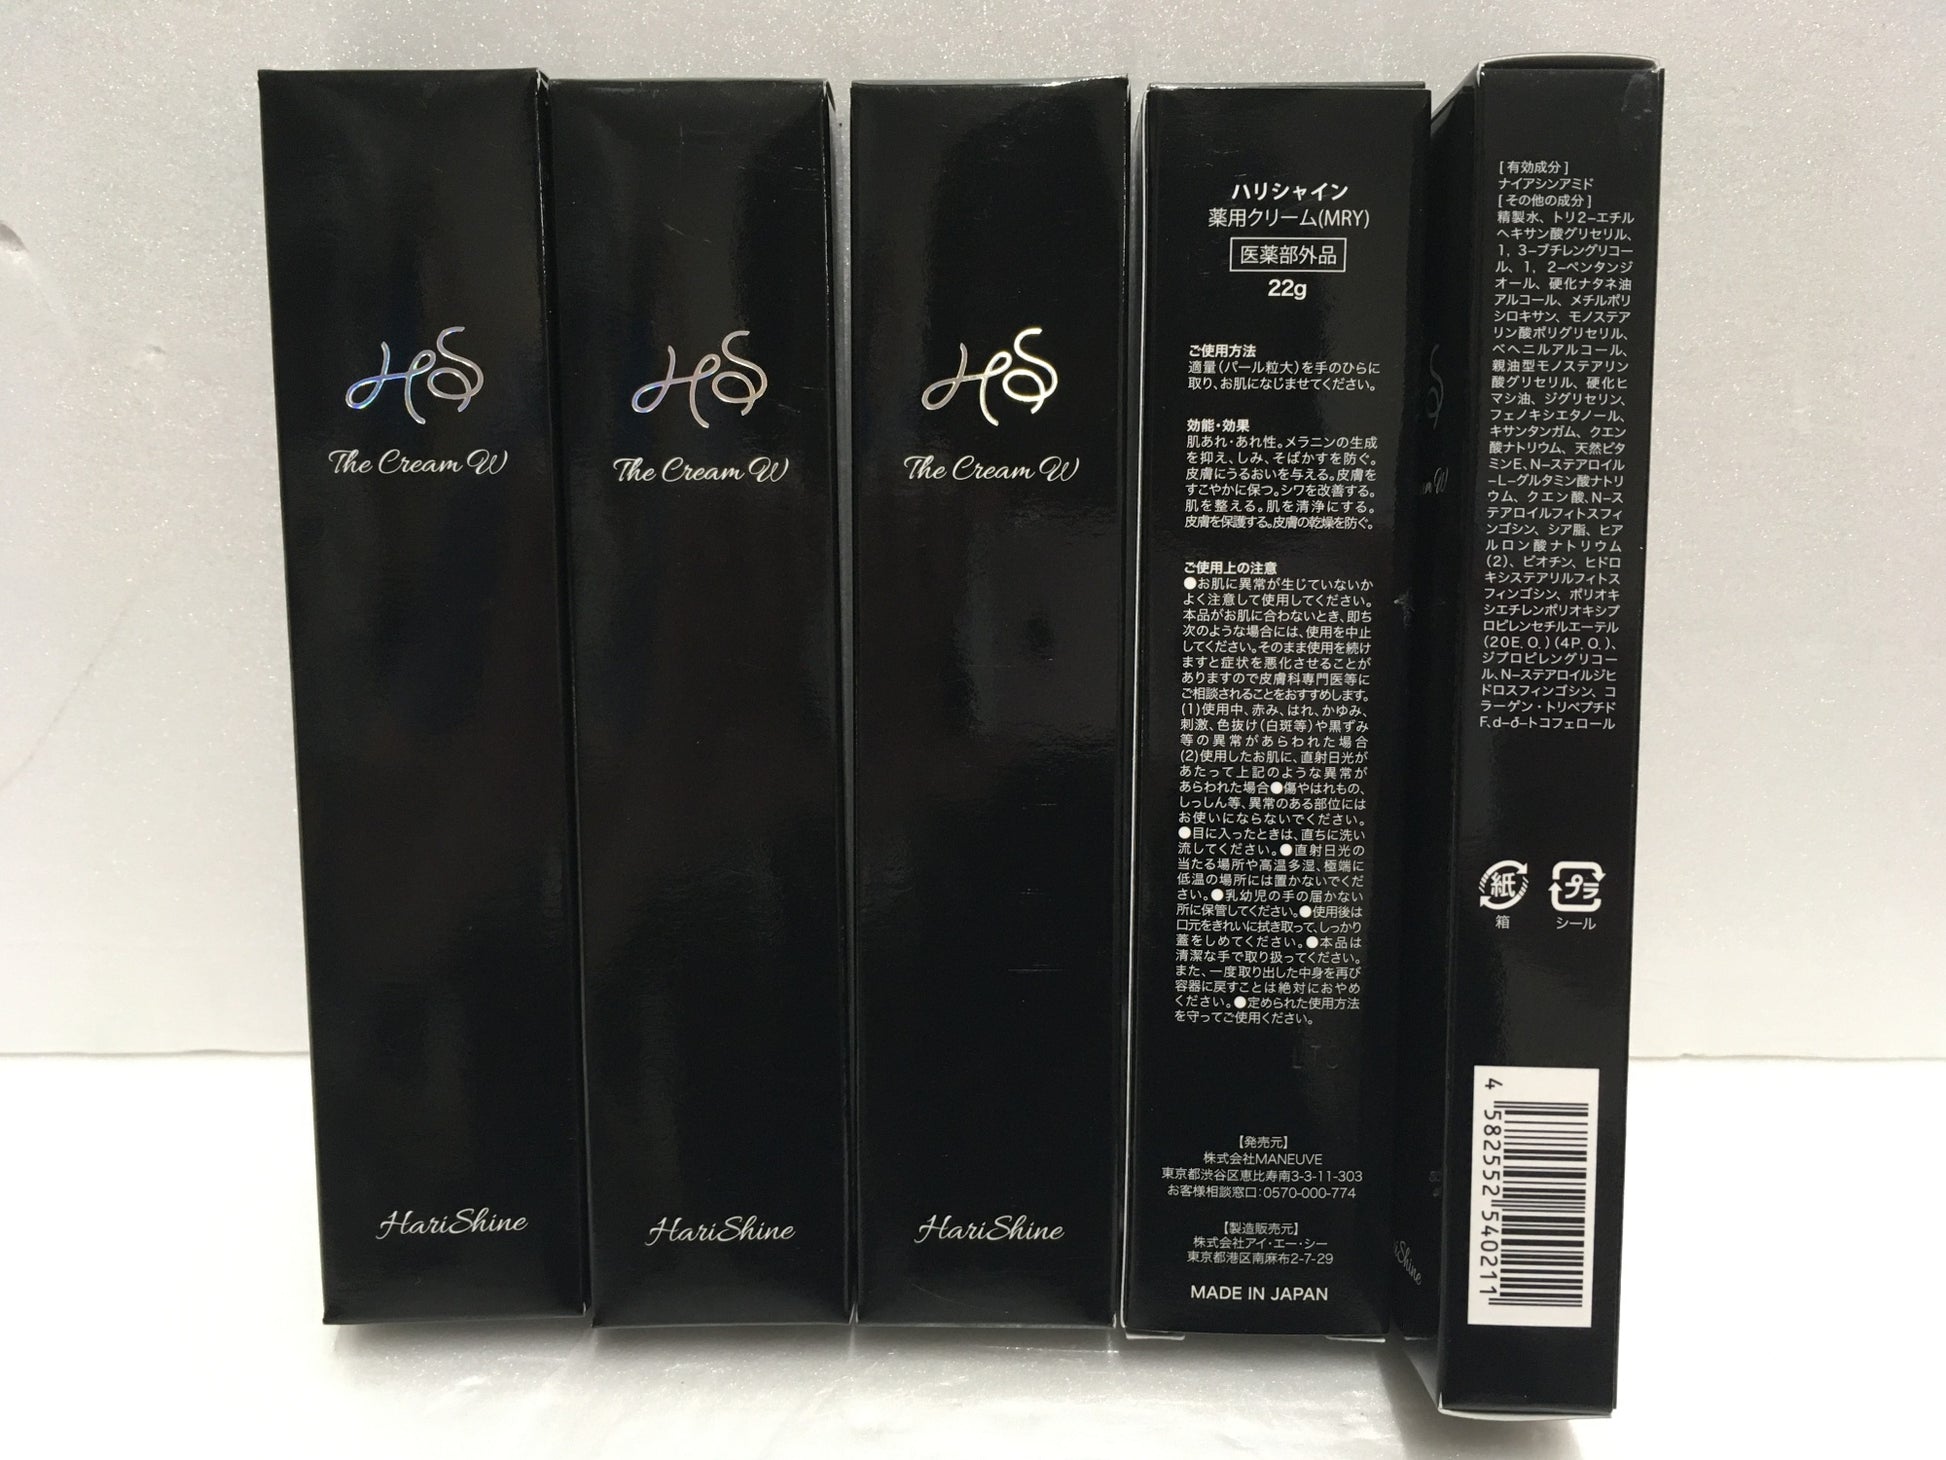 HS
The Cream W
HariShine
HS
The Cream W
HariShine
HS
The Cream W
HariShine
ハリシャイン
薬用クリーム(MRY)
医薬部外品
22g
ご使用方法
適量(パール粒大)を手のひらに
取り、お肌になじませてください。
効能・効果
肌あれ・あれ性。メラニンの生成
を抑え、しみ、そばかすを防ぐ。
皮膚にうるおいを与える。皮膚を
すこやかに保つ。シワを改善する。
肌を整える。肌を清浄にする。
皮膚を保護する。皮膚の乾燥を防ぐ。
ご使用上の注意
●お肌に異常が生じていないか
よく注意して使用してください。
本品がお肌に合わないとき、即ち
次のような場合には、使用を中止
してください。そのまま使用を続け
ますと症状を悪化させることが
ありますので皮膚科専門医等に
ご相談されることをおすすめします。
(1)使用中、赤み、はれ、かゆみ、
刺激、色抜け(白斑等)や黒ずみ
等の異常があらわれた場合
(2)使用したお肌に、直射日光が
あたって上記のような異常が
あらわれた場合●傷やはれもの、
しっしん等、異常のある部位には
お使いにならないでください。
●目に入ったときは、直ちに洗い
流してください。●直射日光の
当たる場所や高温多湿、極端に
低温の場所には置かないでくだ
さい。●乳幼児の手の届かない
所に保管してください。●使用後は
口元をきれいに拭き取って、しっかり
蓋をしめてください。●本品は
清潔な手で取り扱ってください。
また、一度取り出した中身を再び
容器に戻すことは絶対におやめ
ください。●定められた使用方法
を守ってご使用ください。
【発売元】
株式会社MANEUVE
東京都渋谷区恵比寿南3-3-11-303
お客様相談窓口:0570-000-774
【製造販売元】
株式会社アイ・エー・シー
東京都港区南麻布2-7-29
MADE IN JAPAN
[有効成分]
ナイアシンアミド
[その他の成分]
精製水、トリ2−エチル
ヘキサン酸グリセリル、
1, 3−ブチレングリコー
ル、1, 2−ペンタンジ
オール、硬化ナタネ油
アルコール、メチルポリ
シロキサン、モノステア
リン酸ポリグリセリル、
ベヘニルアルコール、
親油型モノステアリン
酸グリセリル、硬化ヒ
マシ油、ジグリセリン、
フェノキシエタノール、
キサンタンガム、クエン
酸ナトリウム、天然ビタ
ミンE、N−ステアロイル
−L−グルタミン酸ナトリ
ウム、クエン酸、N−ス
テアロイルフィトスフィ
ンゴシン、シア脂、ヒア
ルロン酸ナトリウム
(2)、ビオチン、ヒドロ
キシステアリルフィトス
フィンゴシン、ポリオキ
シエチレンポリオキシプ
ロピレンセチルエーテル
(20E.O.)(4P.O.)、
ジプロピレングリコー
ル、N−ステアロイルジヒ
ドロスフィンゴシン、コ
ラーゲン・トリペプチド
F、d−δ−トコフェロール
紙
箱
プラ
シール
4582552540211